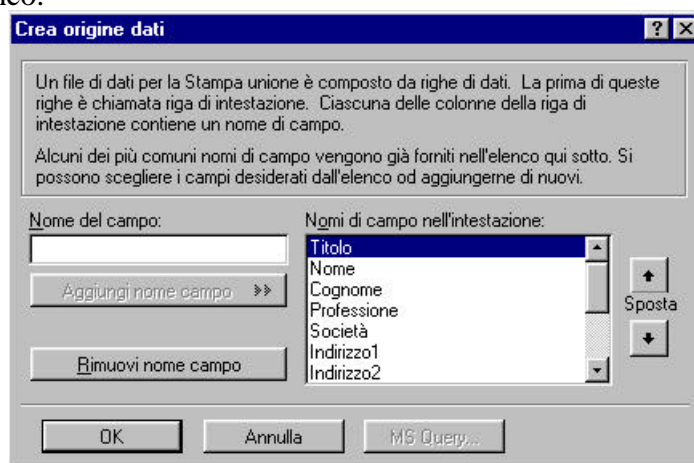 Crea origine dati
Un file di dati per la Stampa unione è composto da righe di dati. La prima di queste
righe è chiamata riga di intestazione. Ciascuna delle colonne della riga di
intestazione contiene un nome di campo.
Alcuni dei più comuni nomi di campo vengono già forniti nell'elenco qui sotto. Si
possono scegliere i campi desiderati dall'elenco od aggiungerne di nuovi.
Nome del campo:
Nomi di campo nell'intestazione:
Titolo
Nome
Cognome
Professione
Società
Indirizzo1
Indirizzo2
Aggiungi nome campo
Rimuovi nome campo
Sposta
OK
Annulla
MS Query...